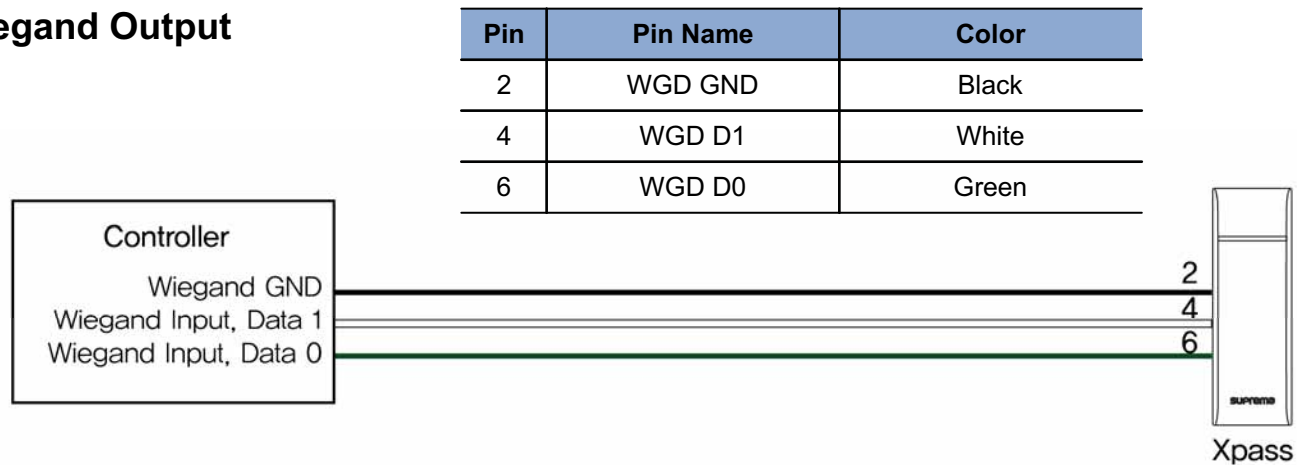 egand Output
Pin Pin Name Color
2 WGD GND Black
4 WGD D1 White
6 WGD D0 Green
Controller
Wiegand GND
Wiegand Input, Data 1
Wiegand Input, Data 0
2
4
6
suprema
Xpass